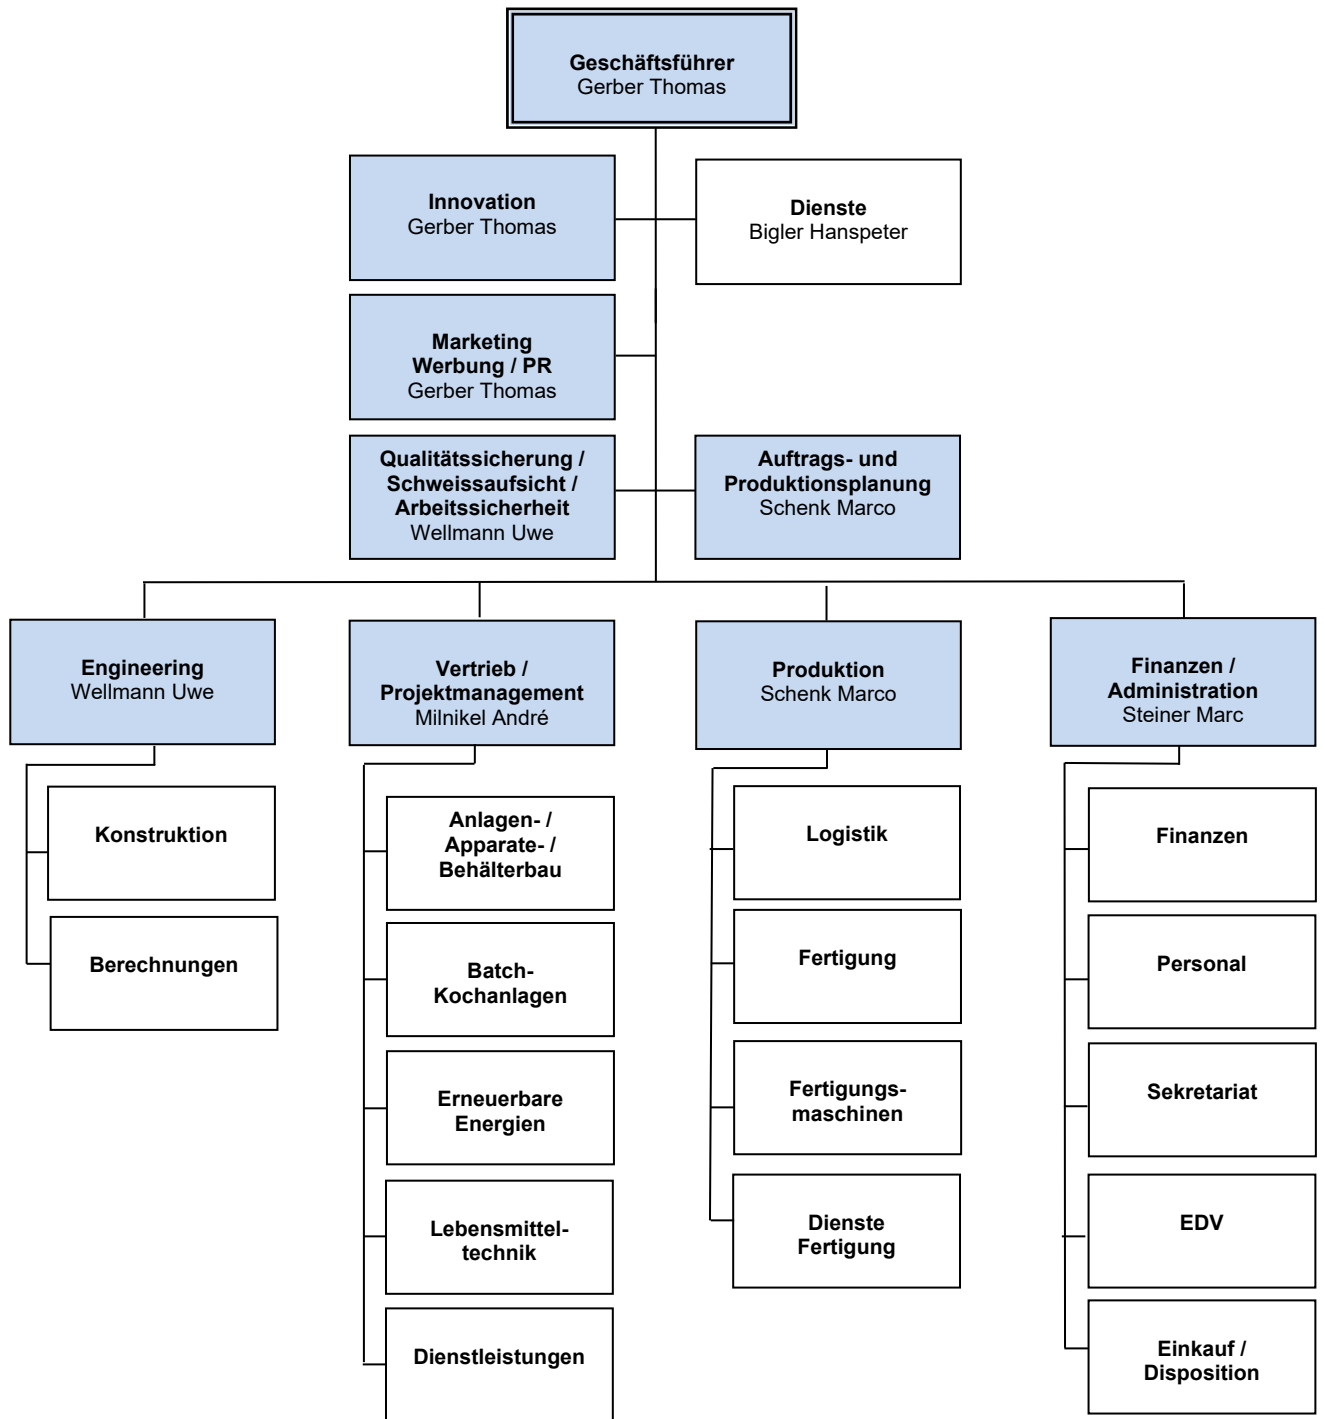 Geschäftsführer
Gerber Thomas
Innovation
Gerber Thomas
Dienste
Bigler Hanspeter
Marketing
Werbung / PR
Gerber Thomas
Qualitätssicherung /
Schweissaufsicht /
Arbeitssicherheit
Wellmann Uwe
Auftrags- und
Produktionsplanung
Schenk Marco
Engineering
Wellmann Uwe
Vertrieb /
Projektmanagement
Milnikel André
Produktion
Schenk Marco
Finanzen /
Administration
Steiner Marc
Konstruktion
Berechnungen
Anlagen- /
Apparate- /
Behälterbau
Batch-
Kochanlagen
Erneuerbare
Energien
Lebensmittel-
technik
Dienstleistungen
Logistik
Fertigung
Fertigungs-
maschinen
Dienste
Fertigung
Finanzen
Personal
Sekretariat
EDV
Einkauf /
Disposition